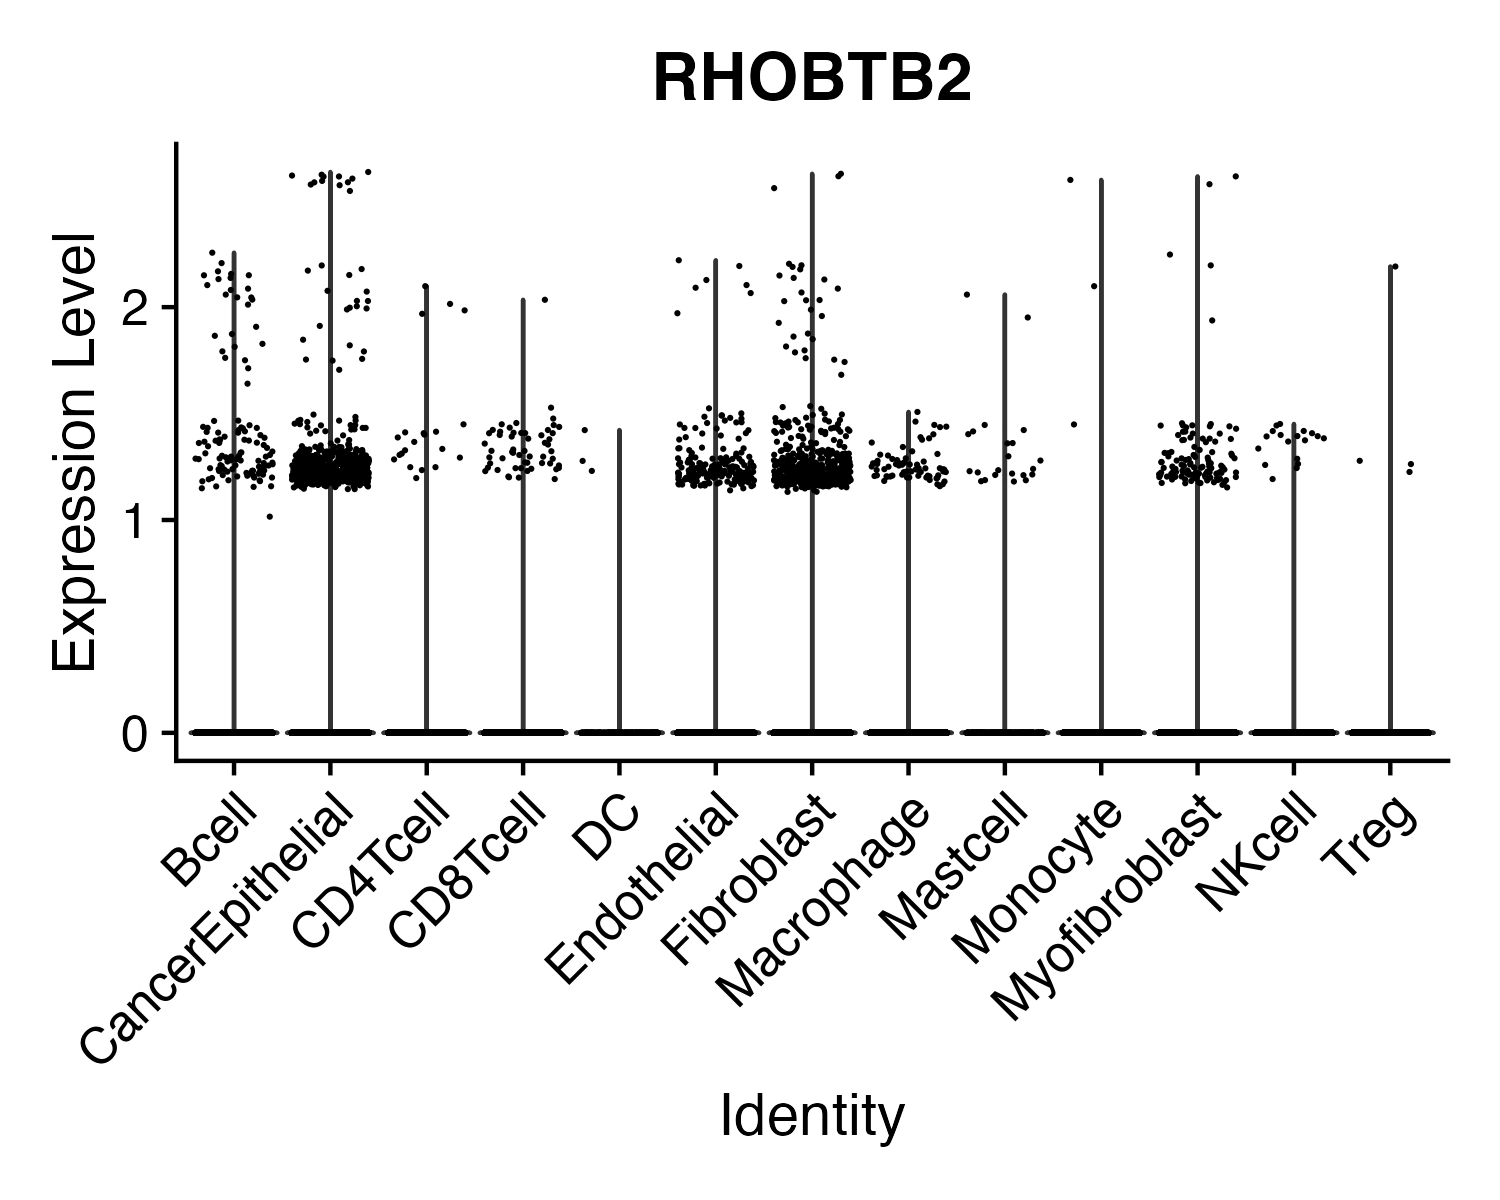 RHOBTB2
Expression Level
2
1
0
Bcell
CancerEpithelial
CD4Tcell
CD8Tcell
DC
Endothelial
Fibroblast
Macrophage
Mastcell
Monocyte
Myofibroblast
NKcell
Treg
Identity